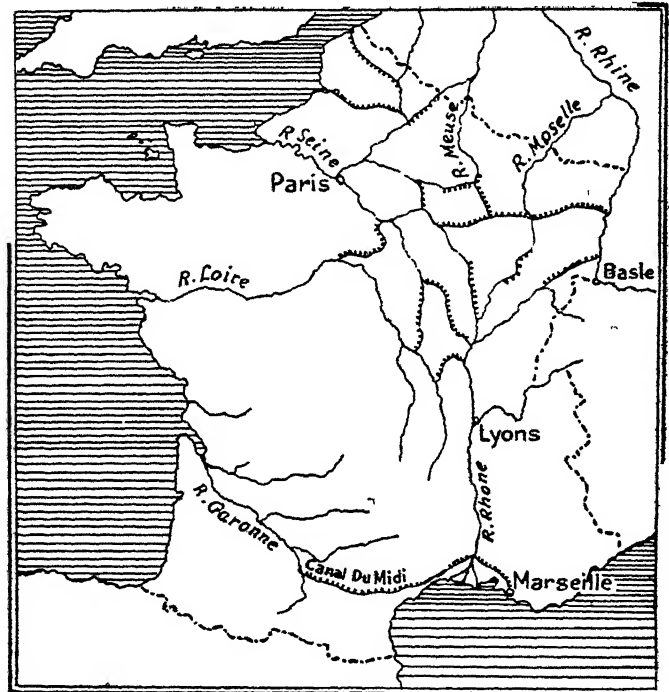 R. Rhine
R. Seine
R. Meuse
R. Moselle
Paris
R. Loire
Basle
Lyons
R. Garonne
R. Rhone
Canal Du Midi
Marseille